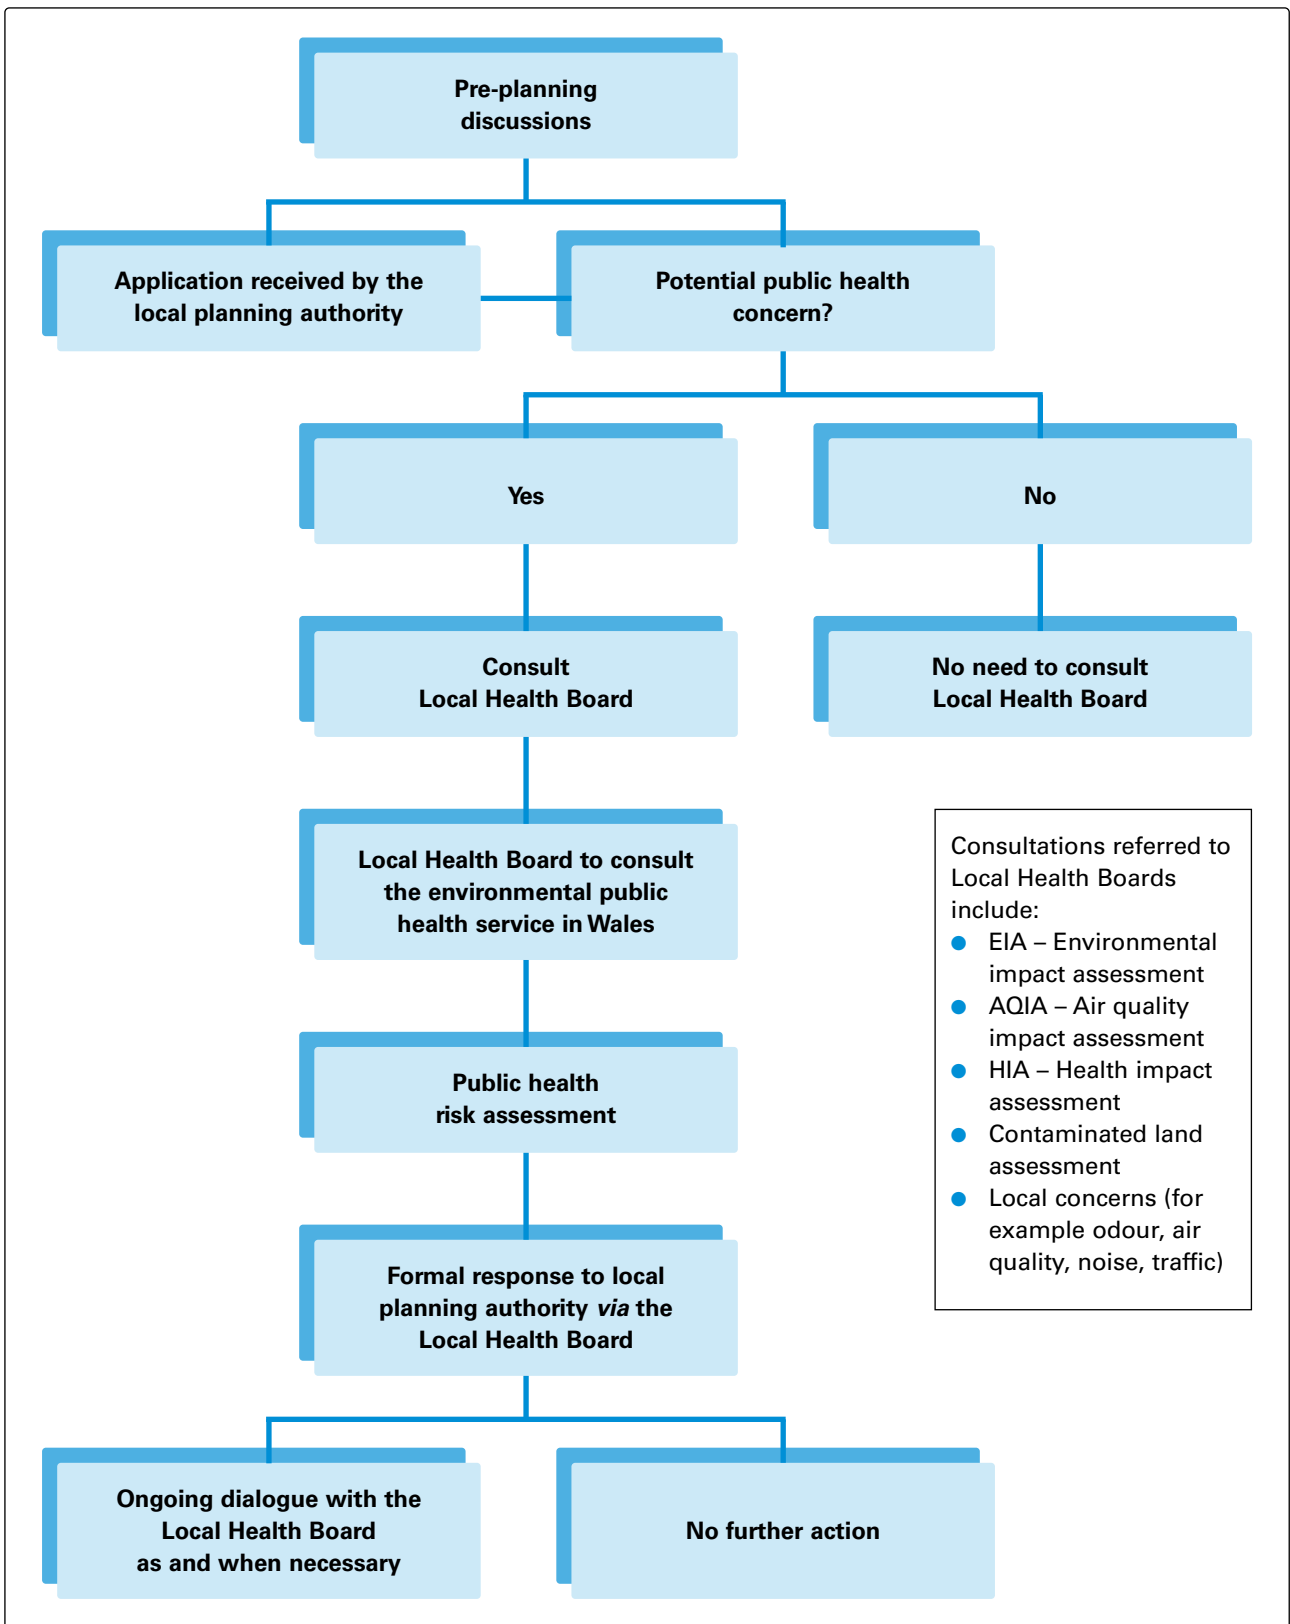 Pre-planning
discussions
Application received by the
local planning authority
Potential public health
concern?
Yes
No
Consult
Local Health Board
No need to consult
Local Health Board
Local Health Board to consult
the environmental public
health service in Wales
Public health
risk assessment
Formal response to local
planning authority via the
Local Health Board
Ongoing dialogue with the
Local Health Board
as and when necessary
No further action
Consultations referred to
Local Health Boards
include:
● EIA – Environmental
impact assessment
● AQIA – Air quality
impact assessment
● HIA – Health impact
assessment
● Contaminated land
assessment
● Local concerns (for
example odour, air
quality, noise, traffic)